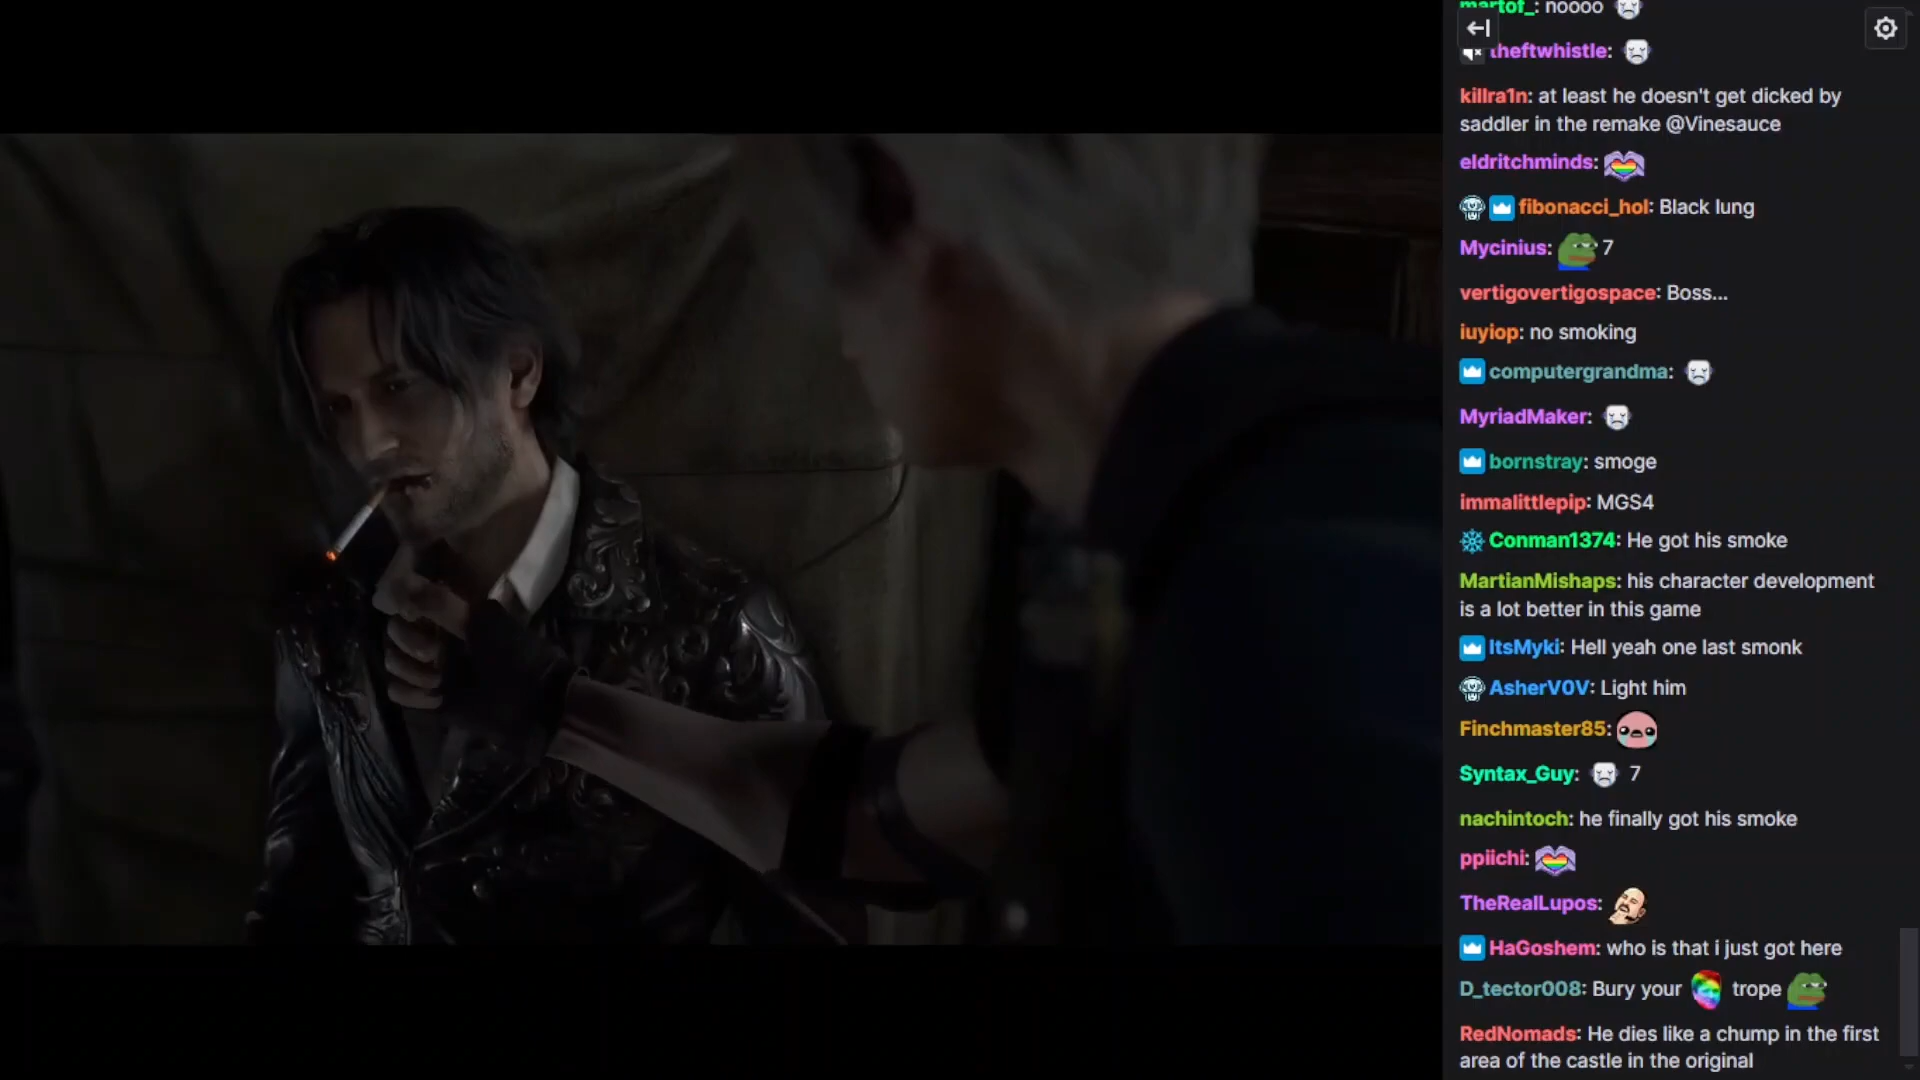 martof_: noooo
theftwhistle:
killra1n: at least he doesn't get dicked by
saddler in the remake @Vinesauce
eldritchminds:
fibonacci_hol: Black lung
Mycinius: 7
vertigovertigospace: Boss...
iuyiop: no smoking
computergrandma:
MyriadMaker:
bornstray: smoge
immalittlepip: MGS4
Conman1374: He got his smoke
MartianMishaps: his character development
is a lot better in this game
ItsMyki: Hell yeah one last smonk
AsherV0V: Light him
Finchmaster85:
Syntax_Guy: 7
nachintoch: he finally got his smoke
ppiichi:
TheRealLupos:
HaGoshem: who is that i just got here
D_tector008: Bury your trope
RedNomads: He dies like a chump in the first
area of the castle in the original